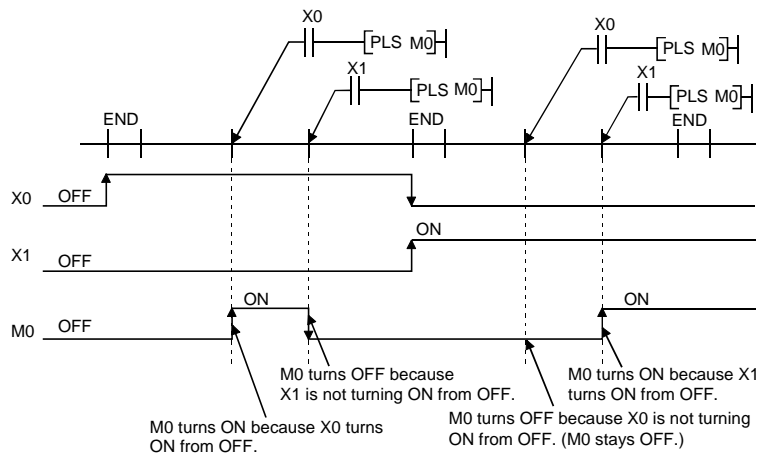 X0
PLS M0
X1
PLS M0
X0
PLS M0
X1
PLS M0
END
END
END
X0
OFF
X1
OFF
ON
M0
OFF
ON
ON
M0 turns OFF because
X1 is not turning ON from OFF.
M0 turns ON because X1
turns ON from OFF.
M0 turns ON because X0 turns
ON from OFF.
M0 turns OFF because X0 is not turning
ON from OFF. (M0 stays OFF.)